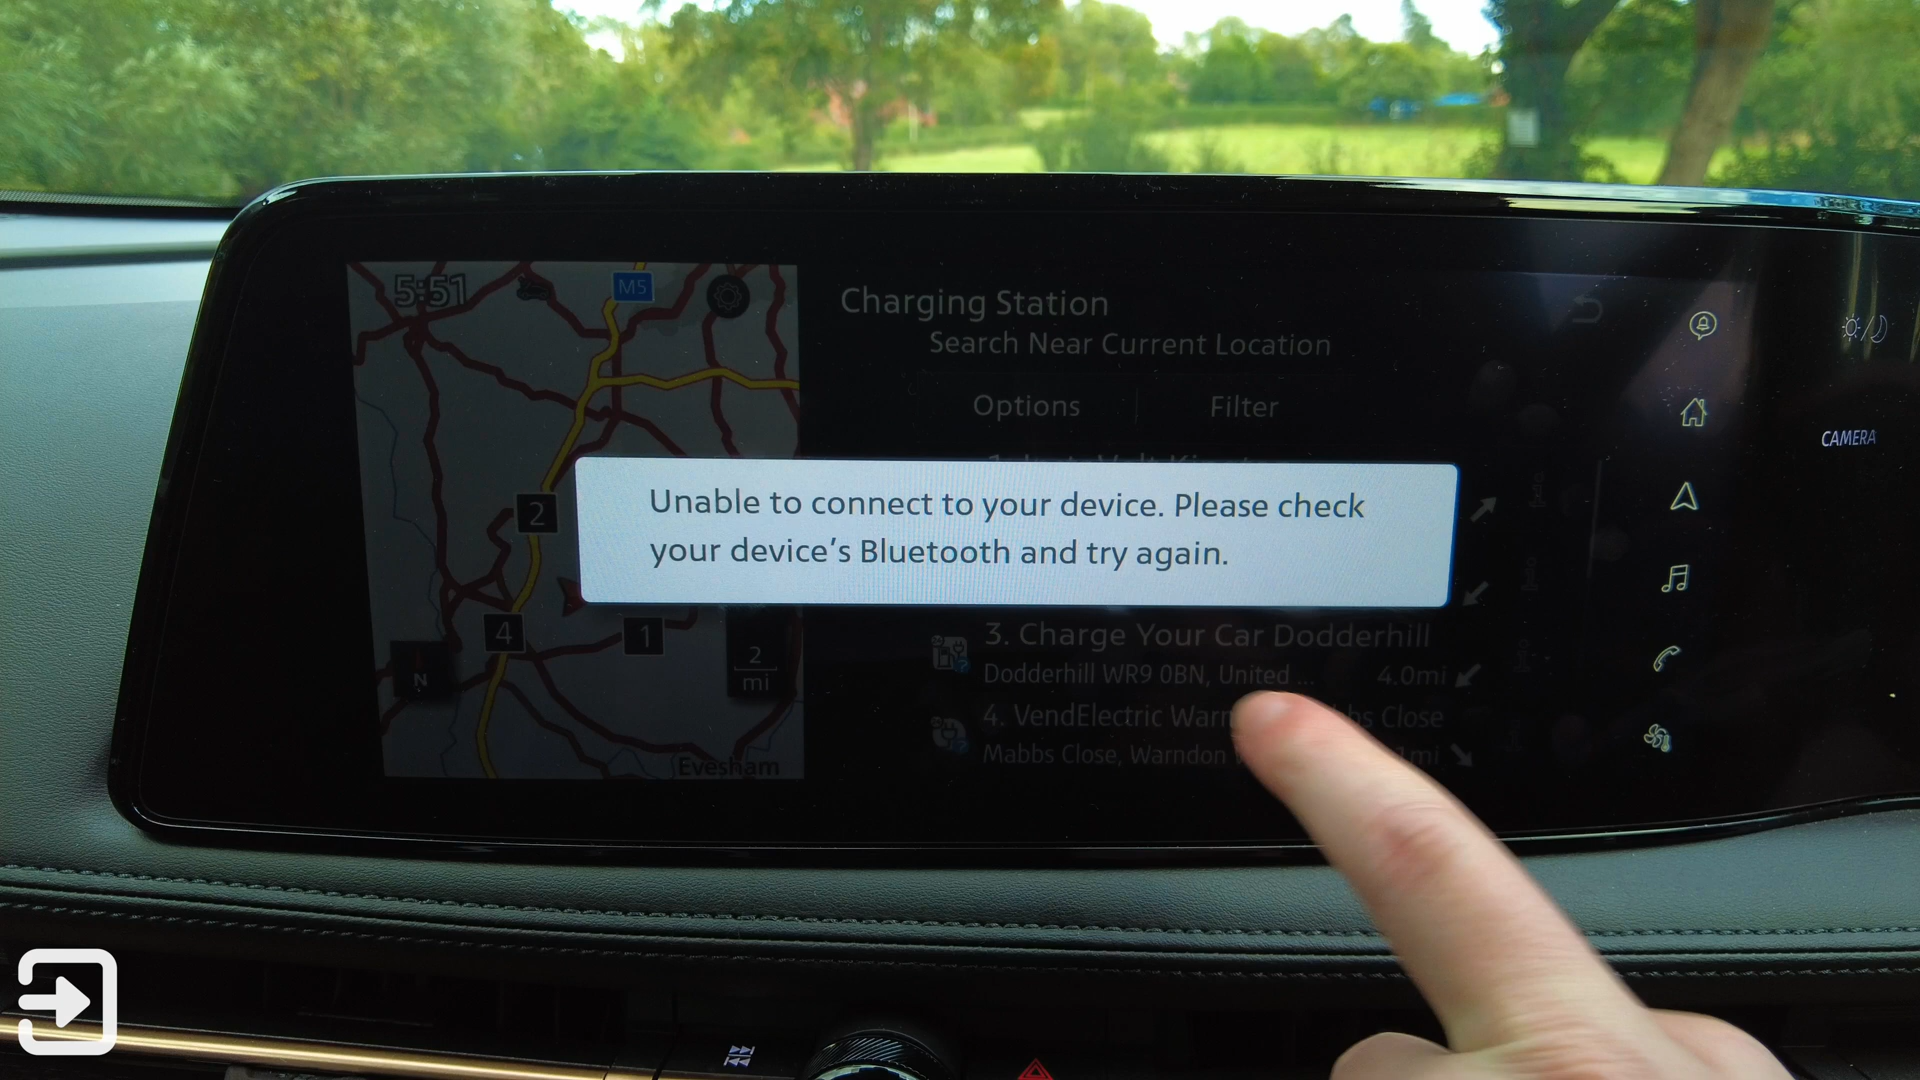 5:51
M5
Charging Station
Search Near Current Location
Options
Filter
Unable to connect to your device. Please check
your device's Bluetooth and try again.
2
4
1
3. Charge Your Car Dodderhill
Dodderhill WR9 0BN, United ...
4.0mi
4. VendElectric
Close
Mabbs Close, Warndon
mi
N
2
mi
Evesham
CAMERA